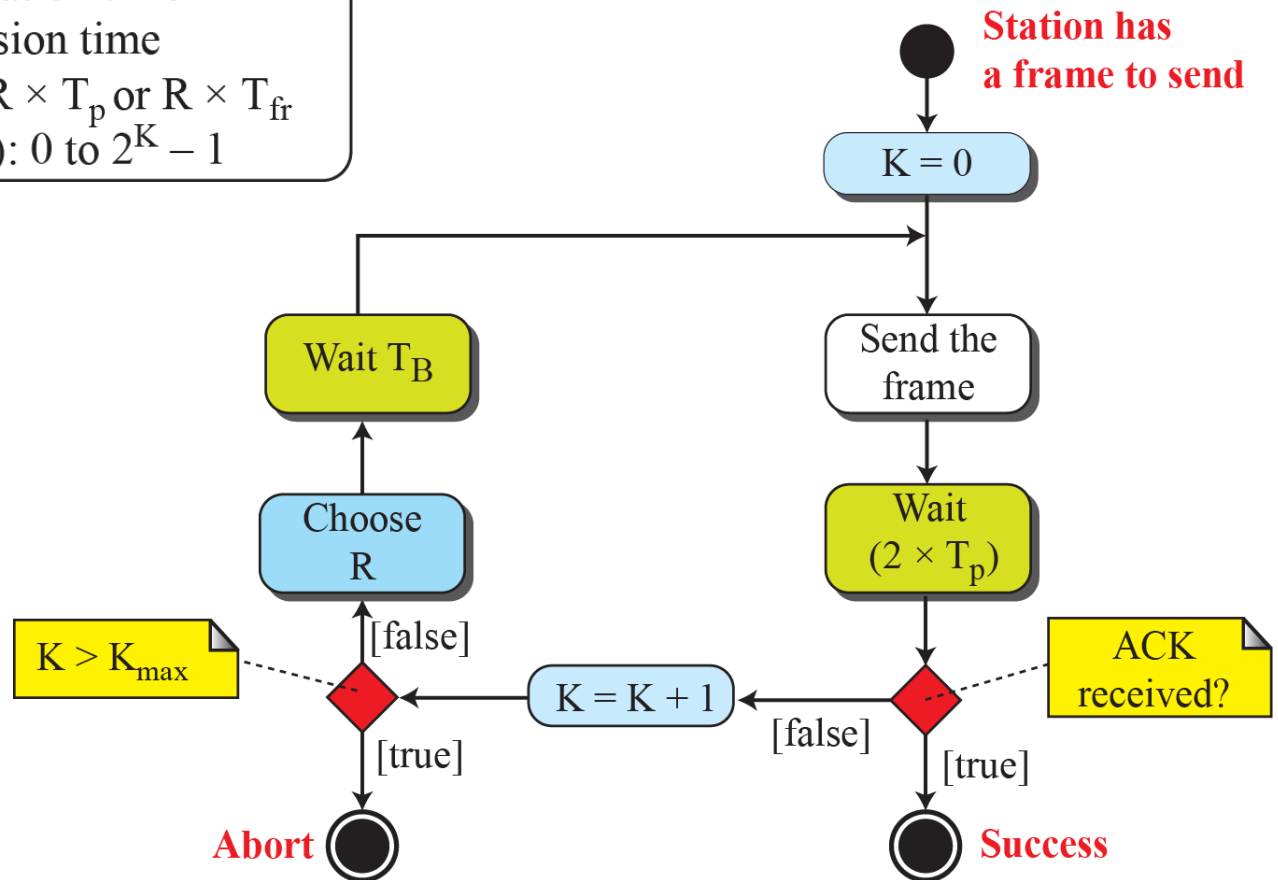 sion time
R × Tp or R × Tfr
): 0 to 2^K – 1
Station has
a frame to send
K = 0
Wait TB
Send the
frame
Choose
R
Wait
(2 × Tp)
[false]
K > Kmax
K = K + 1
ACK
received?
[false]
[true]
[true]
Abort
Success